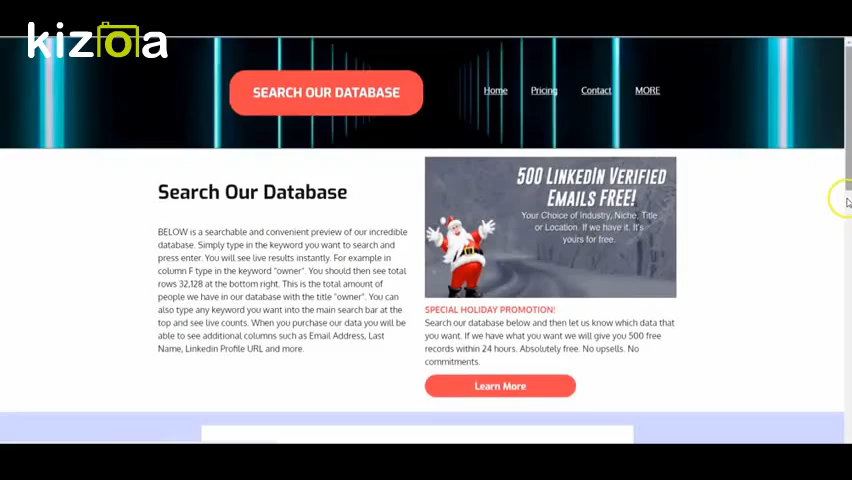 kizoa
SEARCH OUR DATABASE
Home
Pricing
Contact
MORE
Search Our Database
BELOW is a searchable and convenient preview of our incredible
database. Simply type in the keyword you want to search and
press enter. You will see live results instantly. For example in
column F type in the keyword "owner". You should then see total
rows 32,128 at the bottom right. This is the total amount of
people we have in our database with the title "owner". You can
also type any keyword you want into the main search bar at the
top and see live counts. When you purchase our data you will be
able to see additional columns such as Email Address, Last
Name, Linkedin Profile URL and more.
500 LINKEDIN VERIFIED
EMAILS FREE!
Your Choice of Industry, Niche, Title
or Location. If we have it. It's
yours for free.
SPECIAL HOLIDAY PROMOTION!
Search our database below and then let us know which data that
you want. If we have what you want we will give you 500 free
records within 24 hours. Absolutely free. No upsells. No
commitments.
Learn More